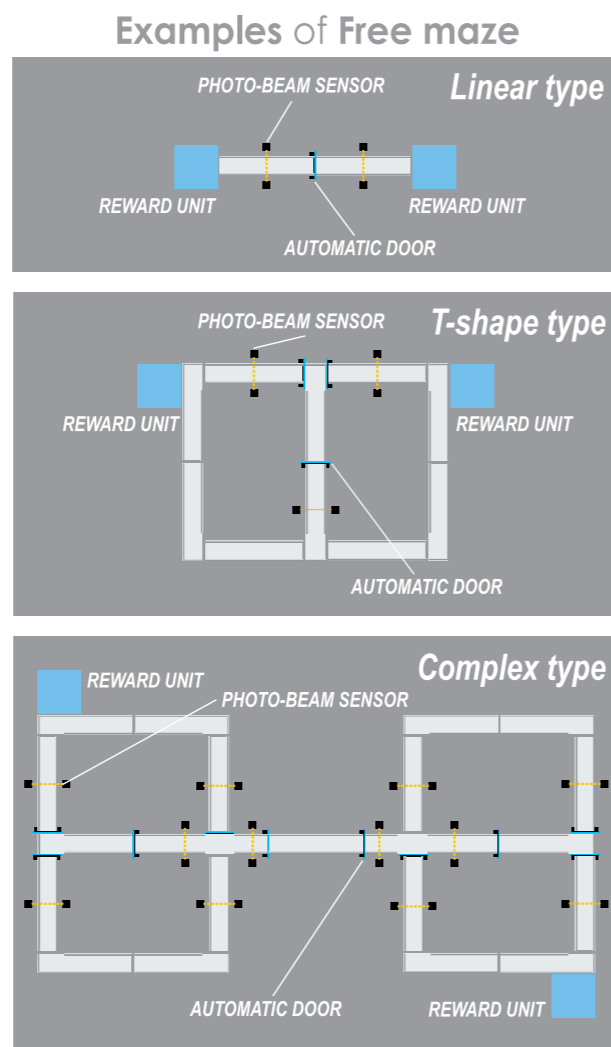 Examples of Free maze
PHOTO-BEAM SENSOR
Linear type
REWARD UNIT
REWARD UNIT
AUTOMATIC DOOR
PHOTO-BEAM SENSOR
T-shape type
REWARD UNIT
REWARD UNIT
AUTOMATIC DOOR
Complex type
REWARD UNIT
PHOTO-BEAM SENSOR
AUTOMATIC DOOR
REWARD UNIT